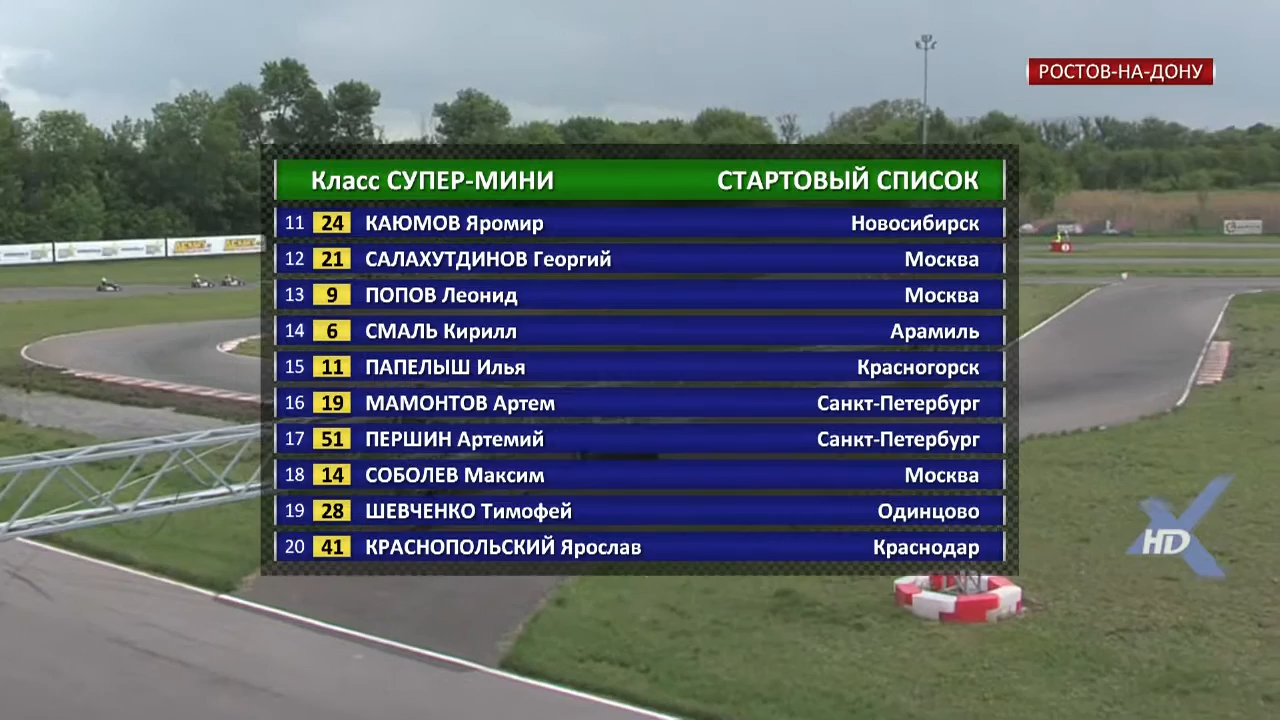 РОСТОВ-НА-ДОНУ
Класс СУПЕР-МИНИ СТАРТОВЫЙ СПИСОК
11 24 КАЮМОВ Яромир Новосибирск
12 21 САЛАХУТДИНОВ Георгий Москва
13 9 ПОПОВ Леонид Москва
14 6 СМАЛЬ Кирилл Арамиль
15 11 ПАПЕЛЫШ Илья Красногорск
16 19 МАМОНТОВ Артем Санкт-Петербург
17 51 ПЕРШИН Артемий Санкт-Петербург
18 14 СОБОЛЕВ Максим Москва
19 28 ШЕВЧЕНКО Тимофей Одинцово
20 41 КРАСНОПОЛЬСКИЙ Ярослав Краснодар
HD